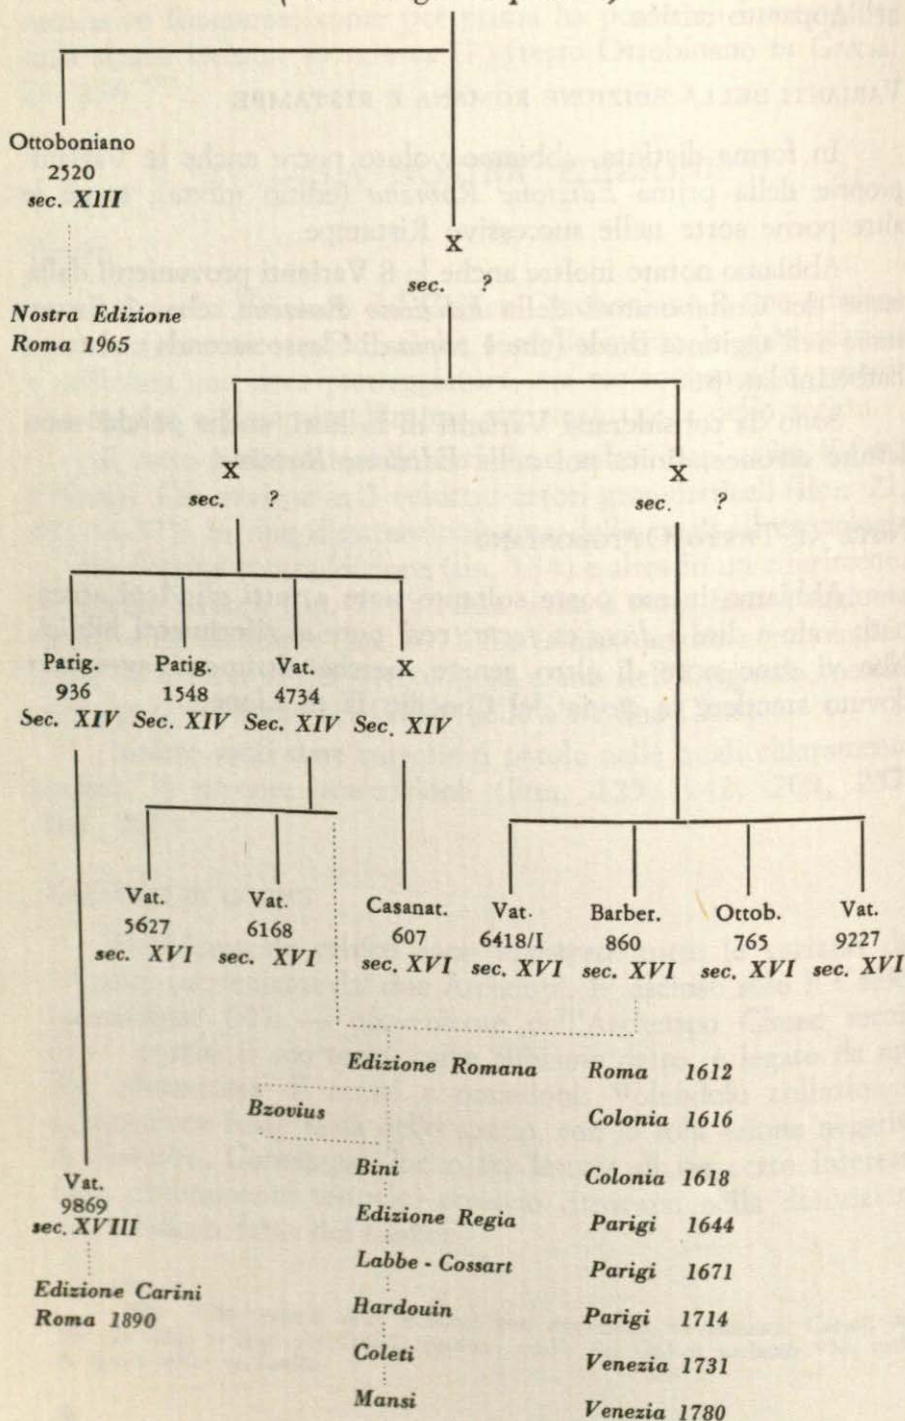 Ottoboniano
2520
sec. XIII
Nostra Edizione
Roma 1965
X
sec. ?
X
sec. ?
X
sec. ?
Parig.
936
Sec. XIV
Parig.
1548
Sec. XIV
Vat.
4734
Sec. XIV
X
Sec. XIV
Vat.
5627
sec. XVI
Vat.
6168
sec. XVI
Casanat.
607
sec. XVI
Vat.
6418/I
sec. XVI
Barber.
860
sec. XVI
Ottob.
765
sec. XVI
Vat.
9227
sec. XVI
Edizione Romana Roma 1612
Bzovius Colonia 1616
Bini Colonia 1618
Edizione Regia Parigi 1644
Labbe - Cossart Parigi 1671
Hardouin Parigi 1714
Coleti Venezia 1731
Mansi Venezia 1780
Vat.
9869
sec. XVIII
Edizione Carini
Roma 1890